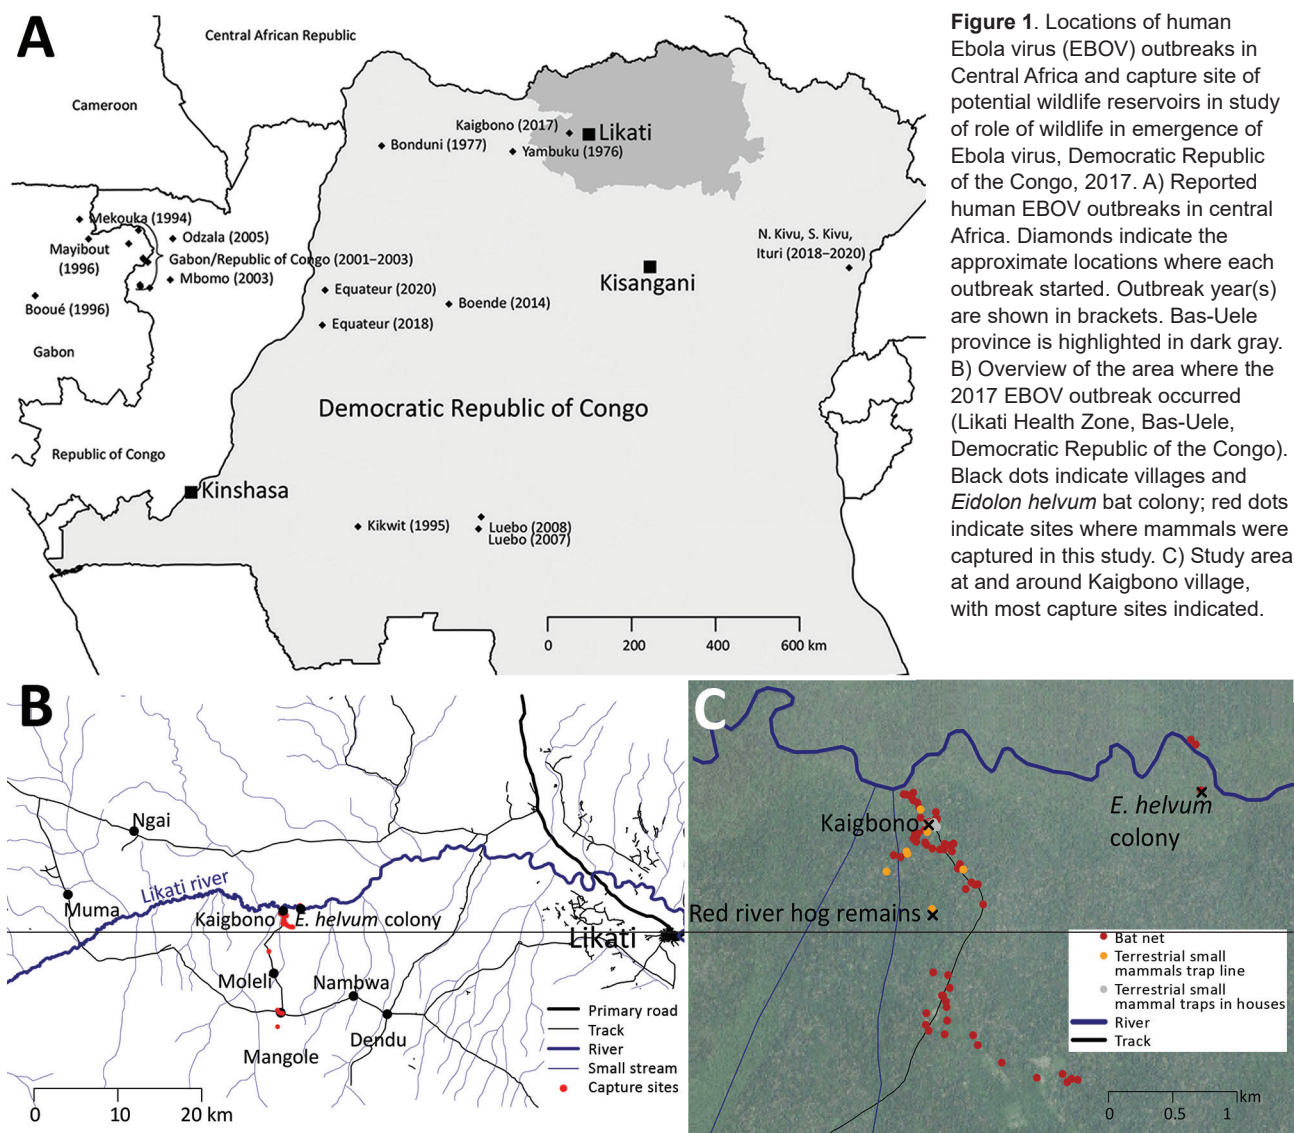 A
Central African Republic
Cameroon
Kaigbono (2017)
Likati
Bonduni (1977)
Yambuku (1976)
Mekouka (1994)
Odzala (2005)
Mayibout
(1996)
Gabon/Republic of Congo (2001–2003)
Mbomo (2003)
Booué (1996)
Gabon
N. Kivu, S. Kivu,
Ituri (2018–2020)
Kisangani
Equateur (2020)
Boende (2014)
Equateur (2018)
Democratic Republic of Congo
Republic of Congo
Kinshasa
Kikwit (1995)
Luebo (2008)
Luebo (2007)
0 200 400 600 km
Figure 1. Locations of human
Ebola virus (EBOV) outbreaks in
Central Africa and capture site of
potential wildlife reservoirs in study
of role of wildlife in emergence of
Ebola virus, Democratic Republic
of the Congo, 2017. A) Reported
human EBOV outbreaks in central
Africa. Diamonds indicate the
approximate locations where each
outbreak started. Outbreak year(s)
are shown in brackets. Bas-Uele
province is highlighted in dark gray.
B) Overview of the area where the
2017 EBOV outbreak occurred
(Likati Health Zone, Bas-Uele,
Democratic Republic of the Congo).
Black dots indicate villages and
Eidolon helvum bat colony; red dots
indicate sites where mammals were
captured in this study. C) Study area
at and around Kaigbono village,
with most capture sites indicated.
B
Ngai
Likati river
Muma
Kaigbono
E. helvum colony
Likati
Moleli
Nambwa
Dendu
Mangole
Primary road
Track
River
Small stream
Capture sites
0 10 20 km
C
E. helvum
colony
Kaigbono
Red river hog remains
Bat net
Terrestrial small
mammals trap line
Terrestrial small
mammal traps in houses
River
Track
km
0 0.5 1